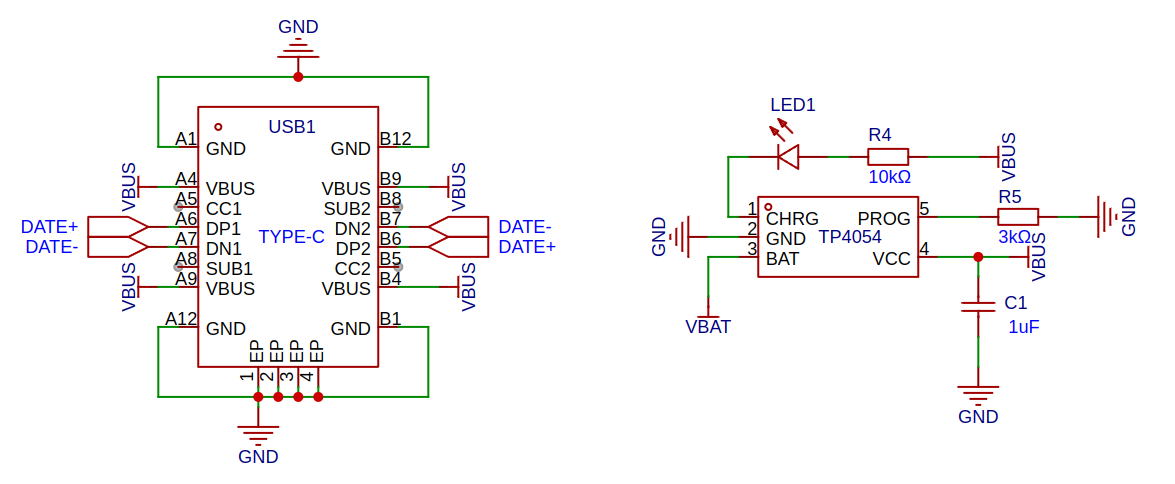 GND
USB1
A1
GND
GND
B12
VBUS
A4
VBUS
VBUS
B9
VBUS
A5
CC1
SUB2
B8
DATE+
A6
DP1
TYPE-C
DN2
B7
DATE-
DATE-
A7
DN1
DP2
B6
DATE+
A8
SUB1
CC2
B5
VBUS
A9
VBUS
VBUS
B4
VBUS
A12
GND
GND
B1
EP
EP
EP
EP
1
2
3
4
GND
LED1
R4
10kΩ
VBUS
1
CHRG
PROG
5
R5
3kΩ
GND
GND
2
GND
TP4054
3
BAT
VCC
4
VBUS
VBAT
C1
1uF
GND